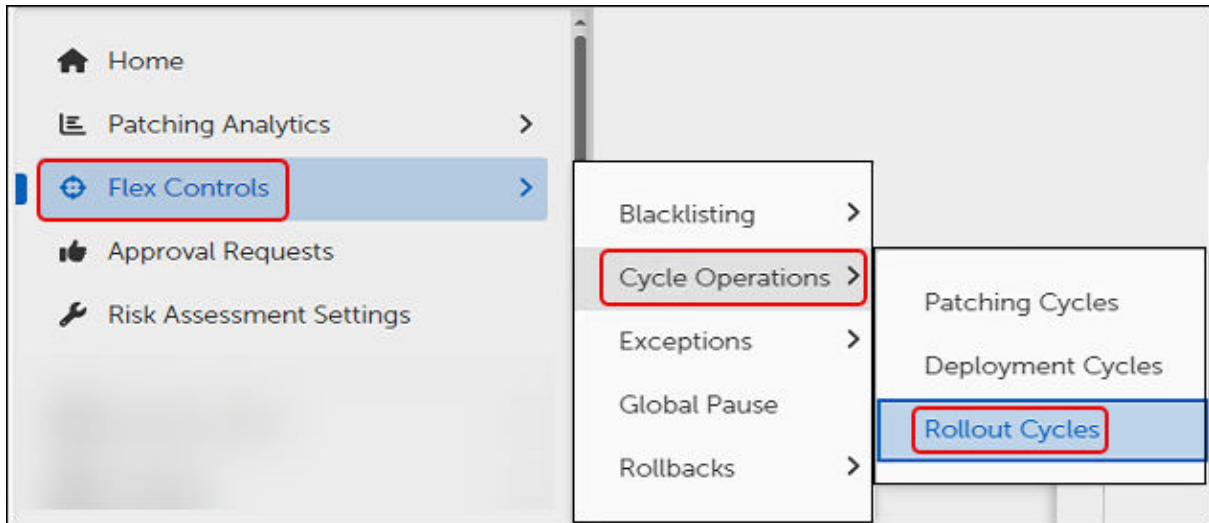 Home
Patching Analytics
Flex Controls
Approval Requests
Risk Assessment Settings
Blacklisting
Cycle Operations
Exceptions
Global Pause
Rollbacks
Patching Cycles
Deployment Cycles
Rollout Cycles